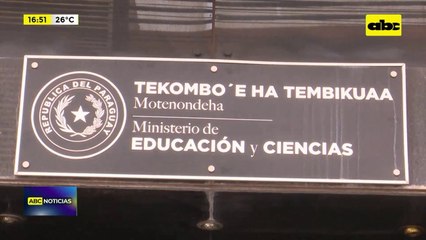 16:51 26°C
abc
REPUBLICA DEL PARAGUAY
TEKOMBO´E HA TEMBIKUAA
Motenondeha
Ministerio de
EDUCACIÓN y CIENCIAS
ABC
NOTICIAS